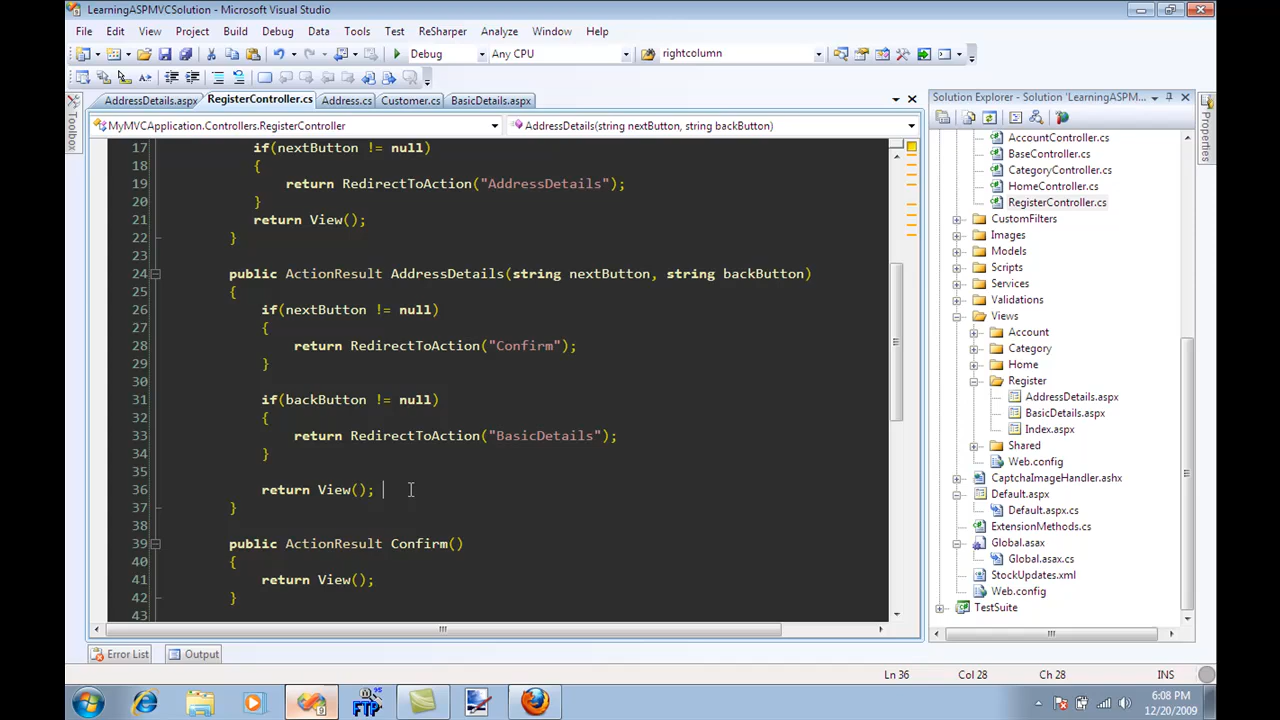 LearningASPMVCSolution - Microsoft Visual Studio
File Edit View Project Build Debug Data Tools Test ReSharper Analyze Window Help
Debug Any CPU rightcolumn
AddressDetails.aspx RegisterController.cs Address.cs Customer.cs BasicDetails.aspx
MyMVCApplication.Controllers.RegisterController AddressDetails(string nextButton, string backButton)
17 if(nextButton != null)
18 {
19 return RedirectToAction("AddressDetails");
20 }
21 return View();
22 }
23
24 public ActionResult AddressDetails(string nextButton, string backButton)
25 {
26 if(nextButton != null)
27 {
28 return RedirectToAction("Confirm");
29 }
30
31 if(backButton != null)
32 {
33 return RedirectToAction("BasicDetails");
34 }
35
36 return View();
37 }
38
39 public ActionResult Confirm()
40 {
41 return View();
42 }
43
Toolbox
Solution Explorer - Solution 'LearningASPM...
AccountController.cs
BaseController.cs
CategoryController.cs
HomeController.cs
RegisterController.cs
CustomFilters
Images
Models
Scripts
Services
Validations
Views
Account
Category
Home
Register
AddressDetails.aspx
BasicDetails.aspx
Index.aspx
Shared
Web.config
CaptchaImageHandler.ashx
Default.aspx
Default.aspx.cs
ExtensionMethods.cs
Global.asax
Global.asax.cs
StockUpdates.xml
Web.config
TestSuite
Properties
Error List Output
Ln 36 Col 28 Ch 28 INS
FTP
6:08 PM
12/20/2009